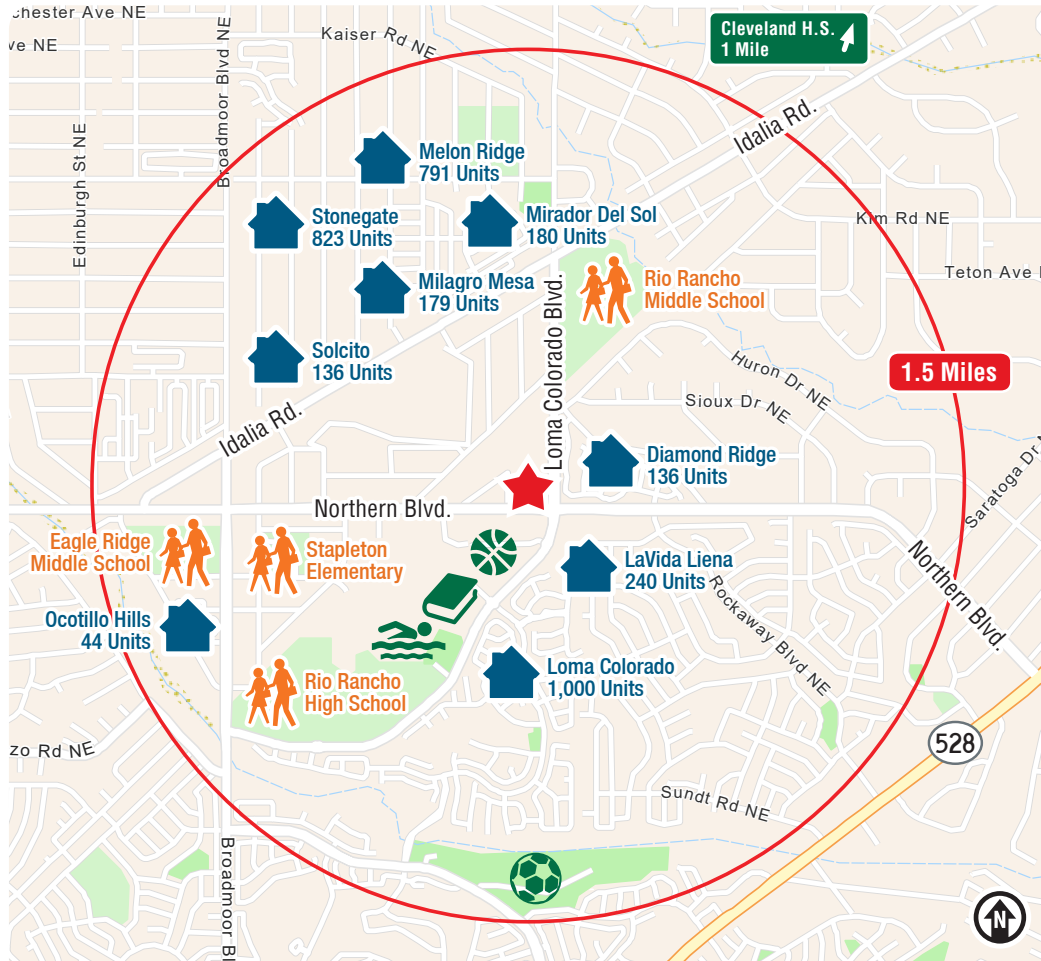 chester Ave NE
ve NE
Kaiser Rd NE
Cleveland H.S.
1 Mile
Broadmoor Blvd NE
Edinburgh St NE
Idalia Rd.
Melon Ridge
791 Units
Stonegate
823 Units
Mirador Del Sol
180 Units
Kim Rd NE
Teton Ave
Milagro Mesa
179 Units
Rio Rancho
Middle School
Loma Colorado Blvd.
Solcito
136 Units
Huron Dr NE
1.5 Miles
Sioux Dr NE
Idalia Rd.
Diamond Ridge
136 Units
Saratoga Dr
Northern Blvd.
Eagle Ridge
Middle School
Stapleton
Elementary
LaVida Liena
240 Units
Northern Blvd.
Rockaway Blvd NE
Ocotillo Hills
44 Units
Rio Rancho
High School
Loma Colorado
1,000 Units
zo Rd NE
528
Sundt Rd NE
Broadmoor Bl
N